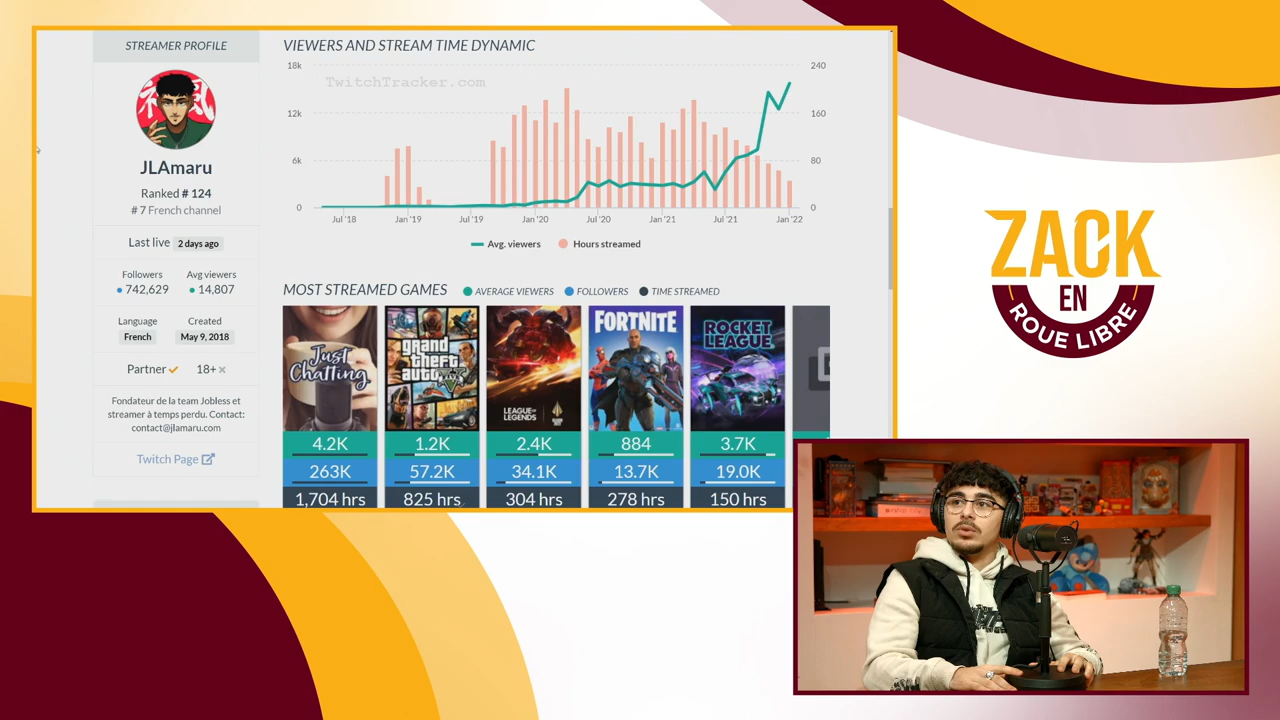 STREAMER PROFILE
JLAmaru
Ranked # 124
# 7 French channel
Last live 2 days ago
Followers Avg viewers
742,629 14,807
Language Created
French May 9, 2018
Partner 18+
Fondateur de la team Jobless et
streamer à temps perdu. Contact:
contact@jlamaru.com
Twitch Page
VIEWERS AND STREAM TIME DYNAMIC
TwitchTracker.com
18k 240
12k 160
6k 80
0 0
Jul '18 Jan '19 Jul '19 Jan '20 Jul '20 Jan '21 Jul '21 Jan '22
Avg. viewers Hours streamed
MOST STREAMED GAMES AVERAGE VIEWERS FOLLOWERS TIME STREAMED
Just
Chatting
grand
theft
auto V
LEAGUE OF
LEGENDS
FORTNITE
ROCKET
LEAGUE
4.2K 1.2K 2.4K 884 3.7K
263K 57.2K 34.1K 13.7K 19.0K
1,704 hrs 825 hrs 304 hrs 278 hrs 150 hrs
ZACK
EN
ROUE LIBRE